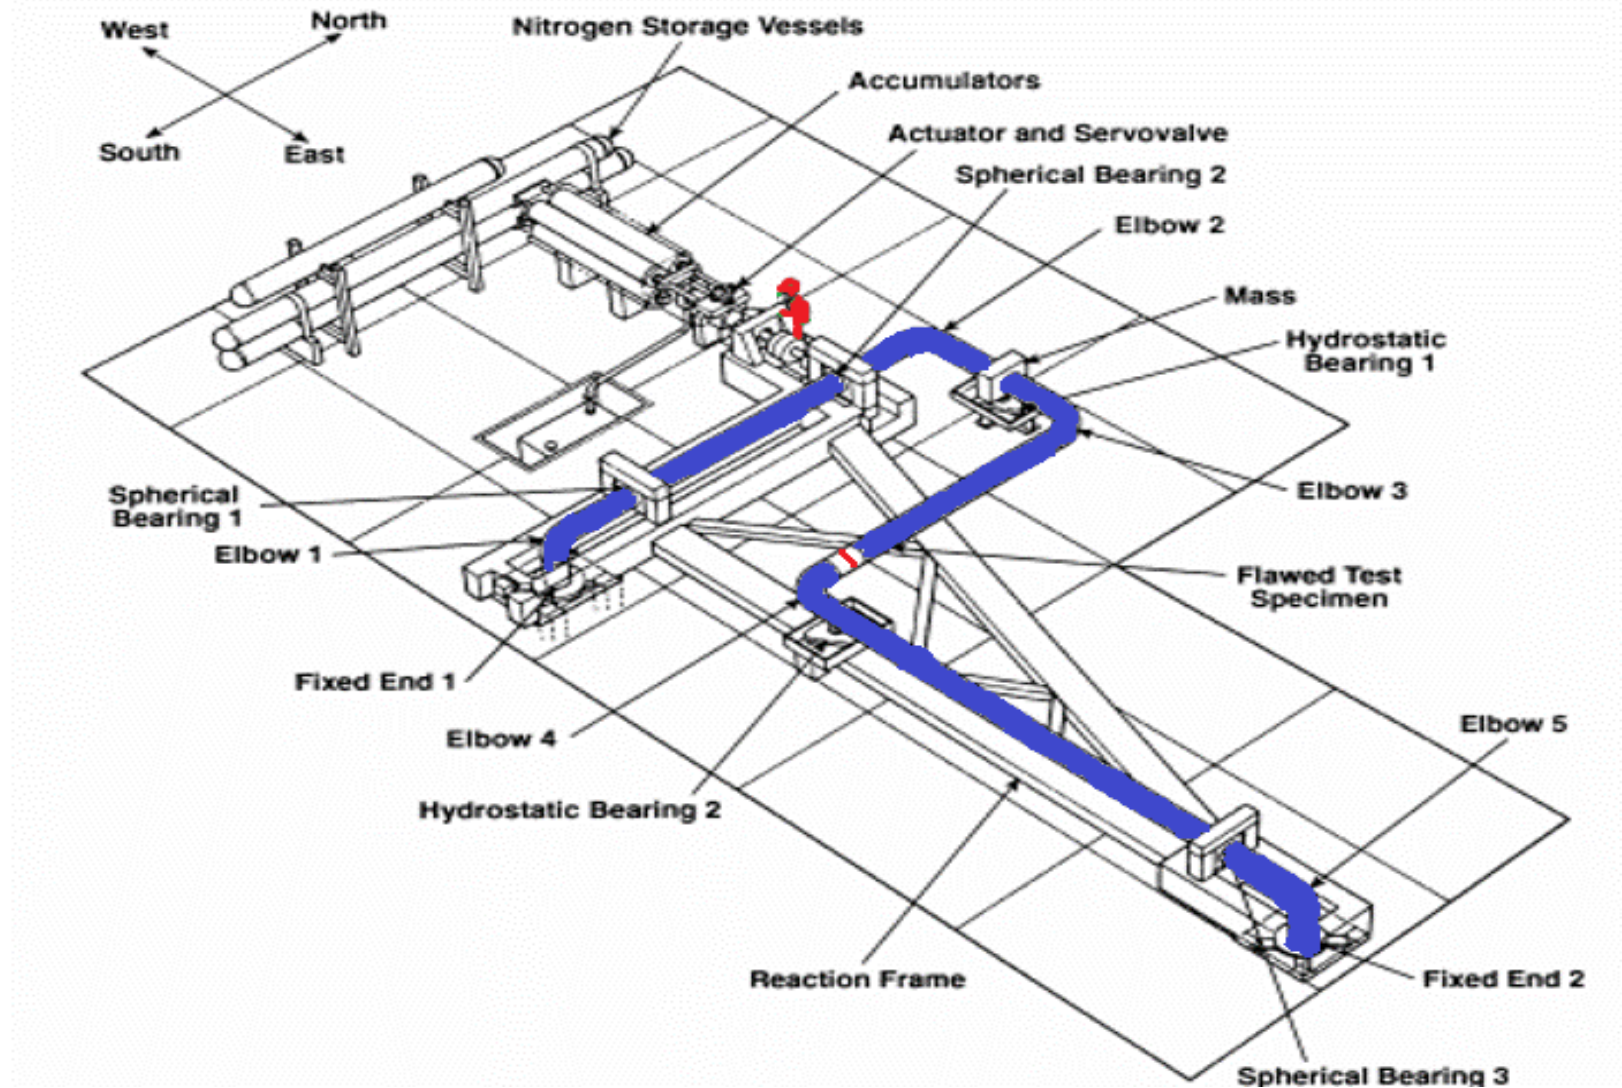 North
Nitrogen Storage Vessels
West
Accumulators
Actuator and Servovalve
South
East
Spherical Bearing 2
Elbow 2
Mass
Hydrostatic
Bearing 1
Spherical
Bearing 1
Elbow 3
Elbow 1
Flawed Test
Specimen
Fixed End 1
Elbow 4
Elbow 5
Hydrostatic Bearing 2
Reaction Frame
Fixed End 2
Spherical Bearing 3